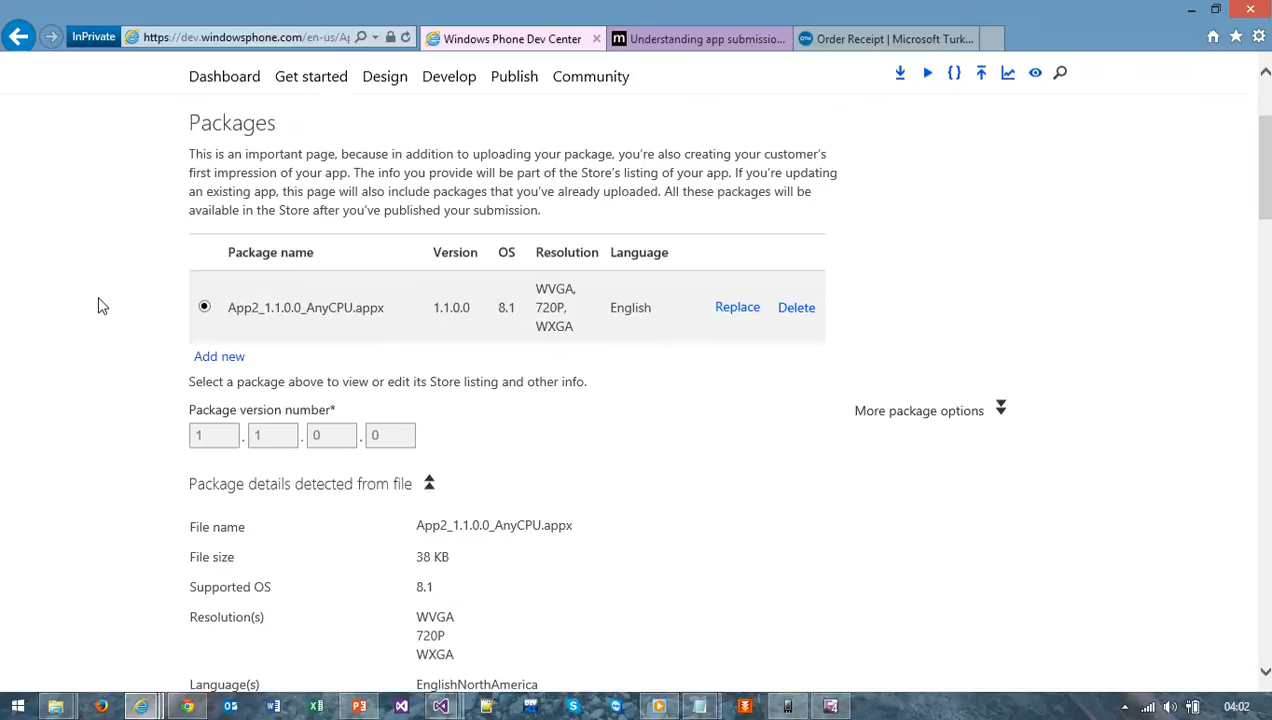 InPrivate https://dev.windowsphone.com/en-us/Ap Windows Phone Dev Center Understanding app submissio... Order Receipt | Microsoft Turk...
Dashboard Get started Design Develop Publish Community
Packages
This is an important page, because in addition to uploading your package, you're also creating your customer's
first impression of your app. The info you provide will be part of the Store's listing of your app. If you're updating
an existing app, this page will also include packages that you've already uploaded. All these packages will be
available in the Store after you've published your submission.
Package name Version OS Resolution Language
App2_1.1.0.0_AnyCPU.appx 1.1.0.0 8.1 WVGA, 720P, WXGA English Replace Delete
Add new
Select a package above to view or edit its Store listing and other info.
Package version number*
More package options
1 . 1 . 0 . 0
Package details detected from file
File name App2_1.1.0.0_AnyCPU.appx
File size 38 KB
Supported OS 8.1
Resolution(s) WVGA
720P
WXGA
Language(s) EnglishNorthAmerica
04:02